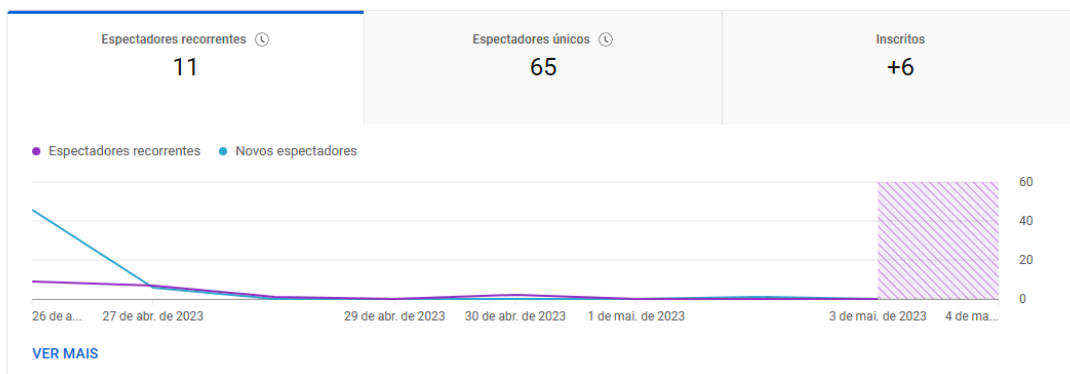 Espectadores recorrentes
11
Espectadores únicos
65
Inscritos
+6
Espectadores recorrentes Novos espectadores
60
40
20
0
26 de a... 27 de abr. de 2023 29 de abr. de 2023 30 de abr. de 2023 1 de mai. de 2023 3 de mai. de 2023 4 de ma...
VER MAIS